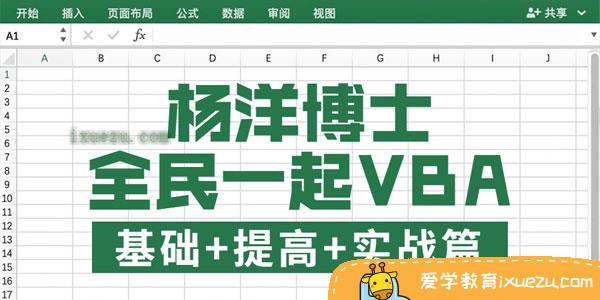 开始 插入 页面布局 公式 数据 审阅 视图 共享
A1 fx
A B C D E F G H I J
1
2
3
4
5
6
7
8
9
10
11
12
13
14
15
杨洋博士
ixuezu.com
全民一起VBA
基础+提高+实战篇
爱学教育ixuezu.com